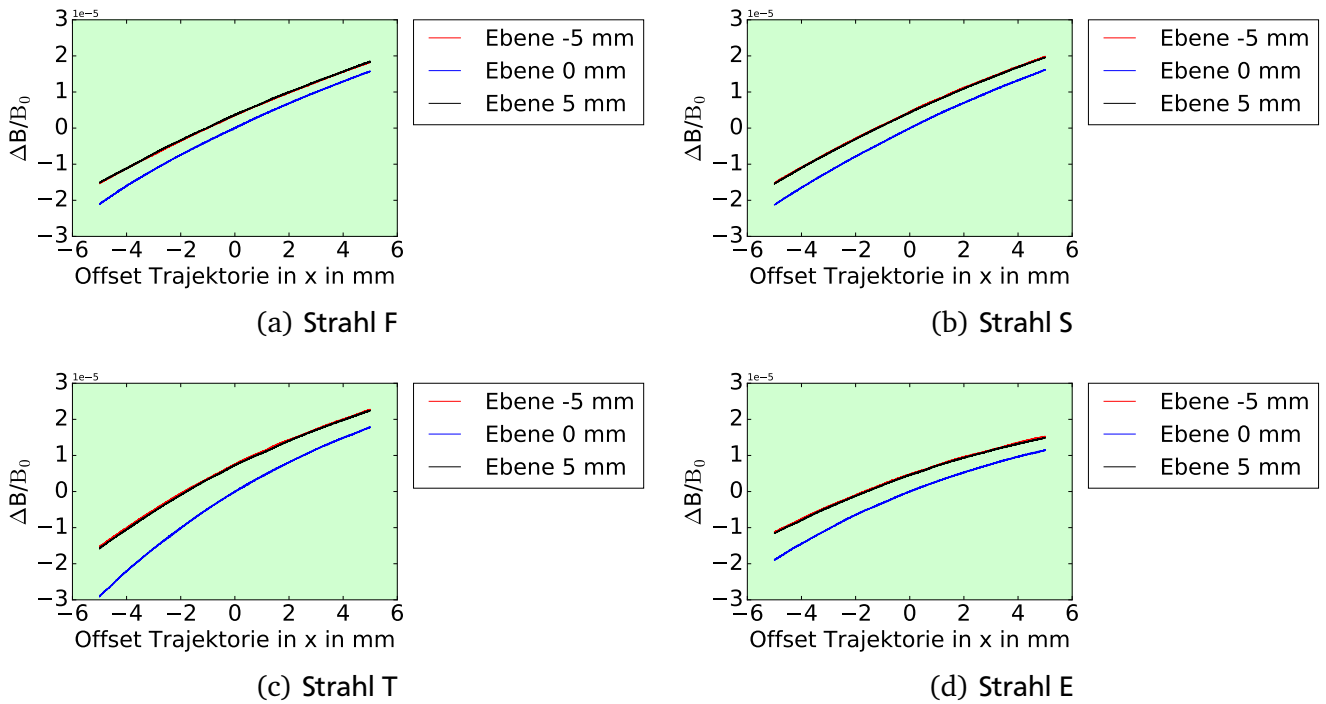 1e−5
3
2
1
0
−1
−2
−3
ΔB/B₀
−6 −4 −2 0 2 4 6
Offset Trajektorie in x in mm
Ebene -5 mm
Ebene 0 mm
Ebene 5 mm
(a) Strahl F
1e−5
3
2
1
0
−1
−2
−3
ΔB/B₀
−6 −4 −2 0 2 4 6
Offset Trajektorie in x in mm
Ebene -5 mm
Ebene 0 mm
Ebene 5 mm
(b) Strahl S
1e−5
3
2
1
0
−1
−2
−3
ΔB/B₀
−6 −4 −2 0 2 4 6
Offset Trajektorie in x in mm
Ebene -5 mm
Ebene 0 mm
Ebene 5 mm
(c) Strahl T
1e−5
3
2
1
0
−1
−2
−3
ΔB/B₀
−6 −4 −2 0 2 4 6
Offset Trajektorie in x in mm
Ebene -5 mm
Ebene 0 mm
Ebene 5 mm
(d) Strahl E